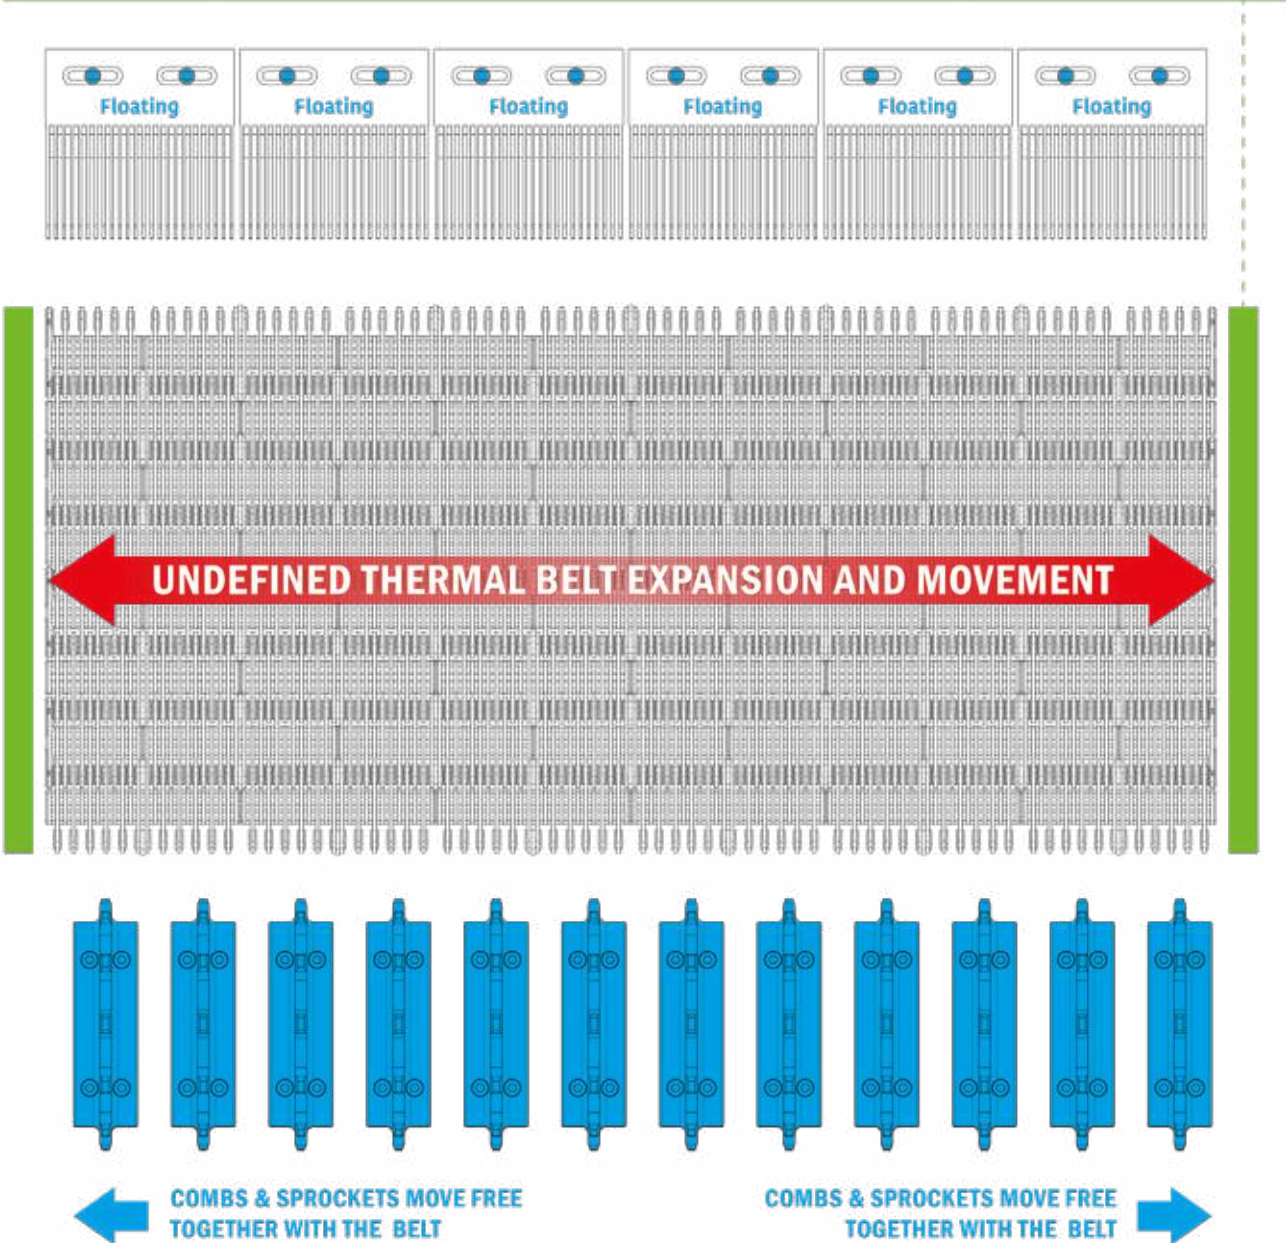 Floating Floating Floating Floating Floating Floating
UNDEFINED THERMAL BELT EXPANSION AND MOVEMENT
COMBS & SPROCKETS MOVE FREE
TOGETHER WITH THE BELT
COMBS & SPROCKETS MOVE FREE
TOGETHER WITH THE BELT